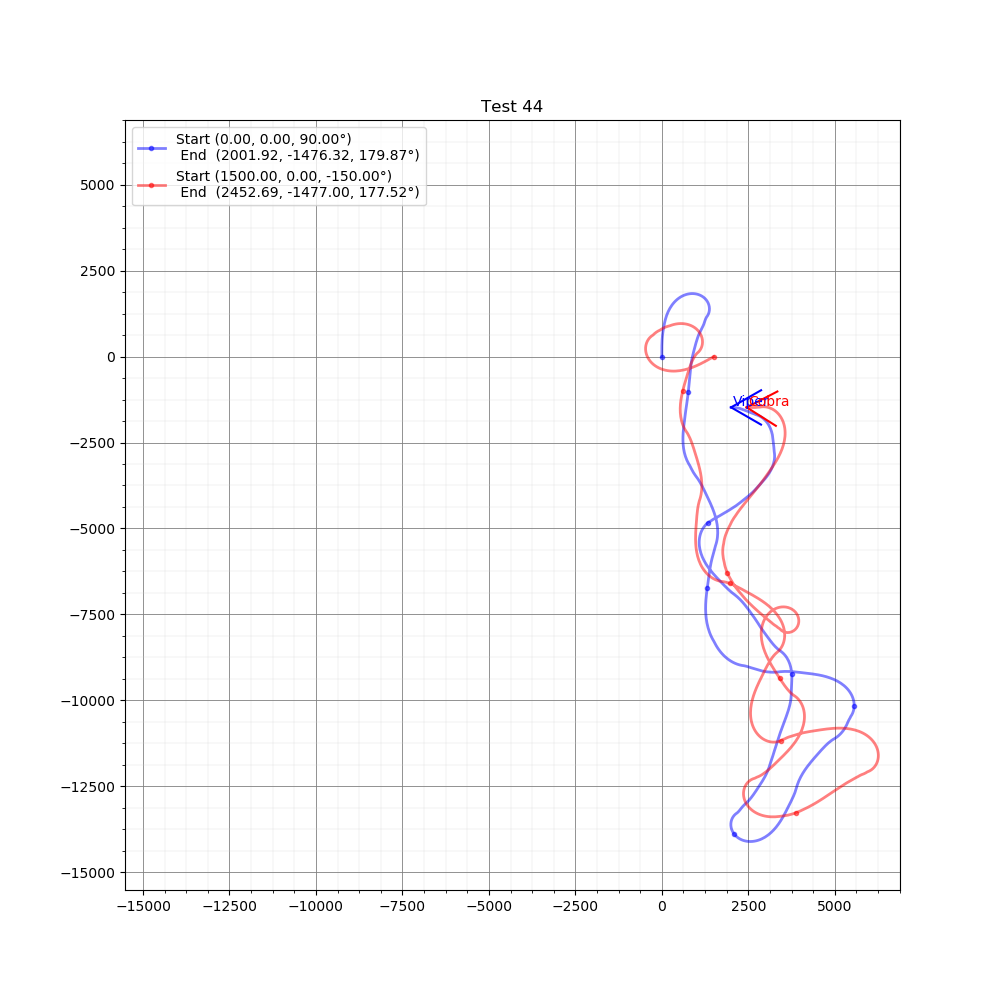 Test 44
Start (0.00, 0.00, 90.00°)
End (2001.92, -1476.32, 179.87°)
Start (1500.00, 0.00, -150.00°)
End (2452.69, -1477.00, 177.52°)
5000
2500
0
−2500
−5000
−7500
−10000
−12500
−15000
Viper
Cobra
−15000 −12500 −10000 −7500 −5000 −2500 0 2500 5000